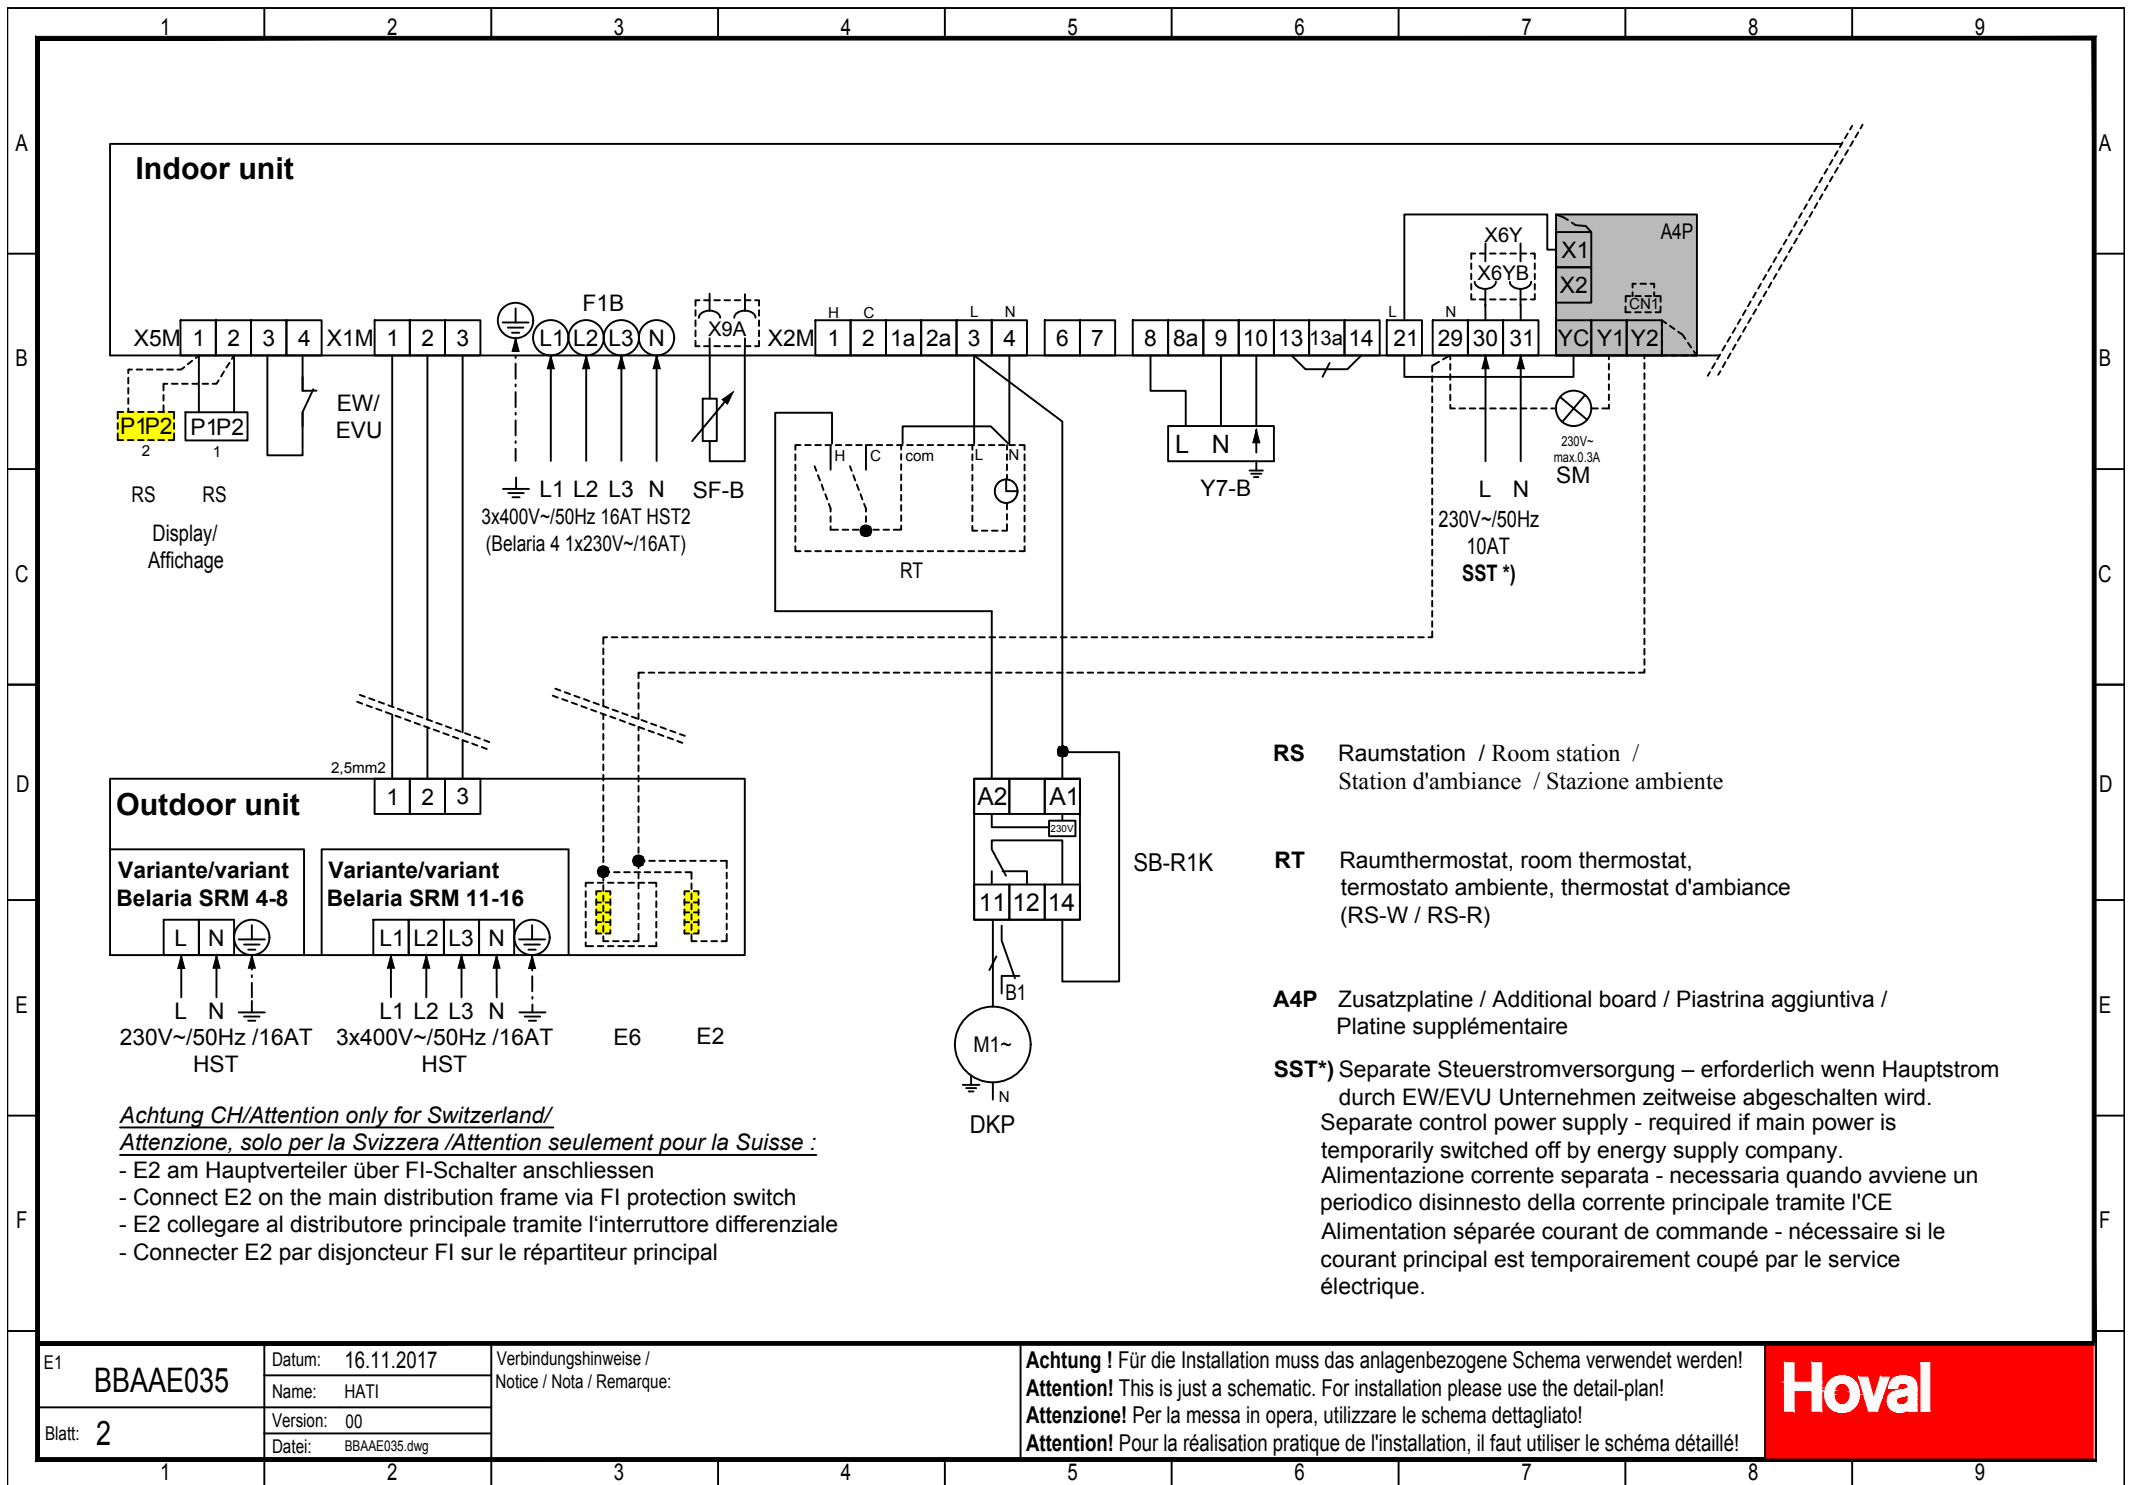 1 2 3 4 5 6 7 8 9
A A
Indoor unit
X6Y
X1
A4P
X6YB
X2
CN1
F1B
X9A
H C L N L N
X5M 1 2 3 4 X1M 1 2 3 L1 L2 L3 N X2M 1 2 1a 2a 3 4 6 7 8 8a 9 10 13 13a 14 21 29 30 31 YC Y1 Y2
B B
EW/
EVU
P1P2 P1P2
2 1
RS RS
Display/
Affichage
L1 L2 L3 N SF-B
3x400V~/50Hz 16AT HST2
(Belaria 4 1x230V~/16AT)
H C com L N
RT
L N
Y7-B
230V~
max.0.3A
SM
L N
230V~/50Hz
10AT
SST *)
C C
2,5mm2
Outdoor unit
1 2 3
D D
Variante/variant
Belaria SRM 4-8
L N
L N
230V~/50Hz /16AT
HST
Variante/variant
Belaria SRM 11-16
L1 L2 L3 N
L1 L2 L3 N
3x400V~/50Hz /16AT
HST
E6 E2
A2 A1
230V
SB-R1K
11 12 14
B1
M1~
N
DKP
E E
RS Raumstation / Room station /
Station d'ambiance / Stazione ambiente
RT Raumthermostat, room thermostat,
termostato ambiente, thermostat d'ambiance
(RS-W / RS-R)
A4P Zusatzplatine / Additional board / Piastrina aggiuntiva /
Platine supplémentaire
SST*) Separate Steuerstromversorgung – erforderlich wenn Hauptstrom
durch EW/EVU Unternehmen zeitweise abgeschalten wird.
Separate control power supply - required if main power is
temporarily switched off by energy supply company.
Alimentazione corrente separata - necessaria quando avviene un
periodico disinnesto della corrente principale tramite l'CE
Alimentation séparée courant de commande - nécessaire si le
courant principal est temporairement coupé par le service
électrique.
Achtung CH/Attention only for Switzerland/
Attenzione, solo per la Svizzera /Attention seulement pour la Suisse :
- E2 am Hauptverteiler über FI-Schalter anschliessen
- Connect E2 on the main distribution frame via FI protection switch
- E2 collegare al distributore principale tramite l‘interruttore differenziale
- Connecter E2 par disjoncteur FI sur le répartiteur principal
F F
E1 BBAAE035
Blatt: 2
Datum: 16.11.2017
Name: HATI
Version: 00
Datei: BBAAE035.dwg
Verbindungshinweise /
Notice / Nota / Remarque:
Achtung ! Für die Installation muss das anlagenbezogene Schema verwendet werden!
Attention! This is just a schematic. For installation please use the detail-plan!
Attenzione! Per la messa in opera, utilizzare le schema dettagliato!
Attention! Pour la réalisation pratique de l'installation, il faut utiliser le schéma détaillé!
Hoval
1 2 3 4 5 6 7 8 9